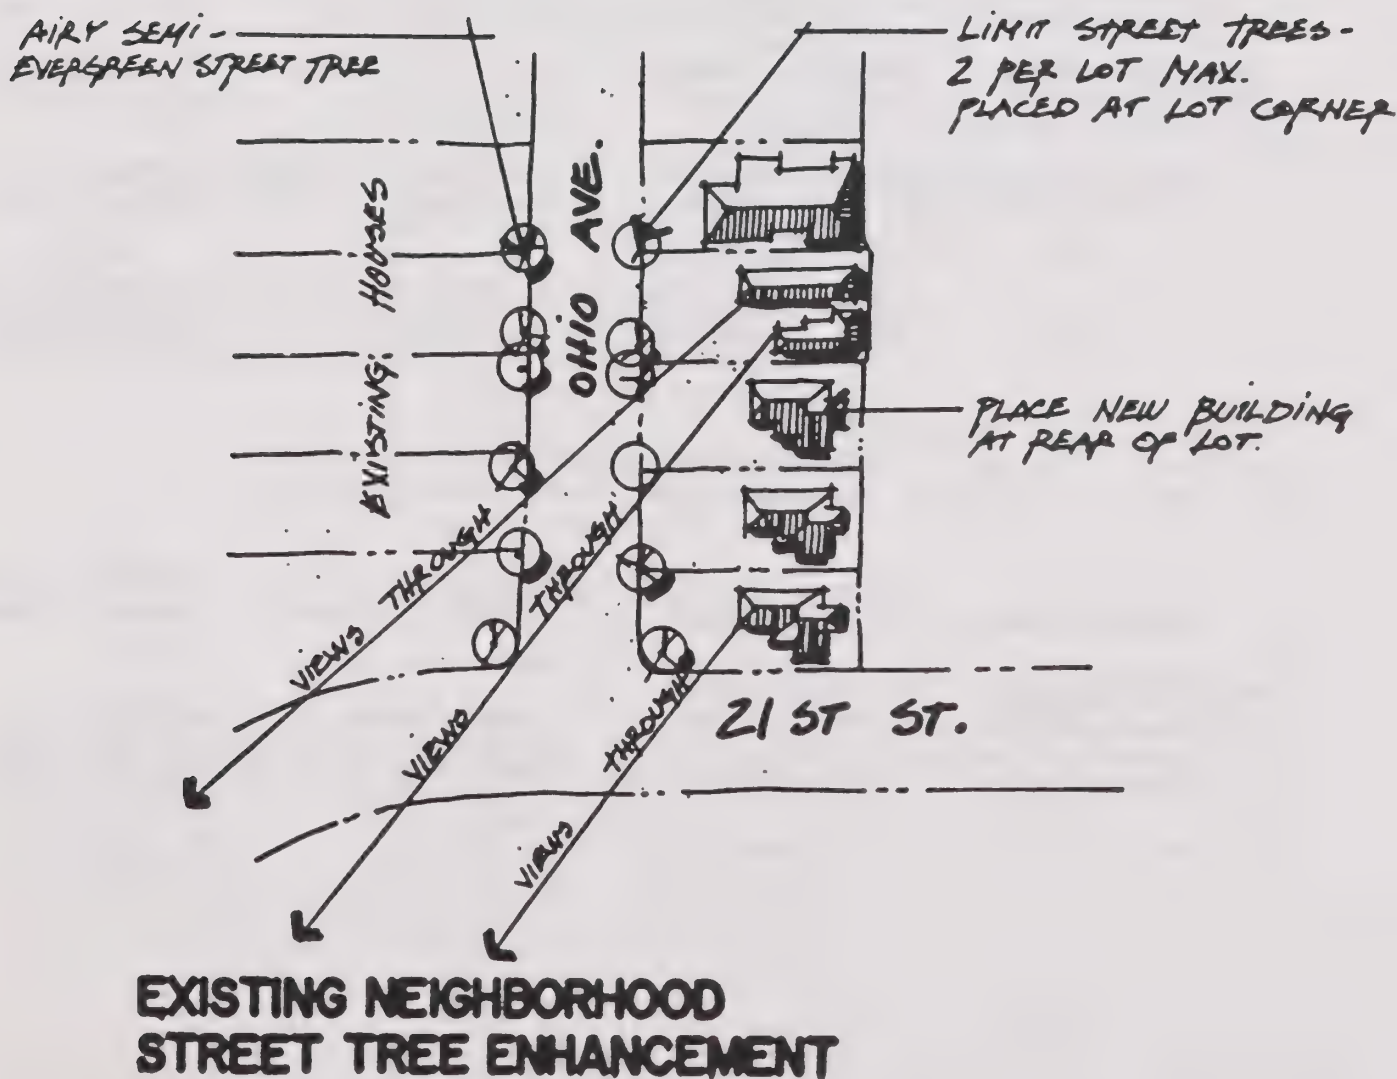 AIRY SEMI-
EVERGREEN STREET TREE
LIMIT STREET TREES-
2 PER LOT MAX.
PLACED AT LOT CORNER
EXISTING HOUSES
OHIO AVE.
PLACE NEW BUILDING
AT REAR OF LOT.
VIEWS THROUGH
VIEWS THROUGH
VIEWS THROUGH
21ST ST.
EXISTING NEIGHBORHOOD
STREET TREE ENHANCEMENT